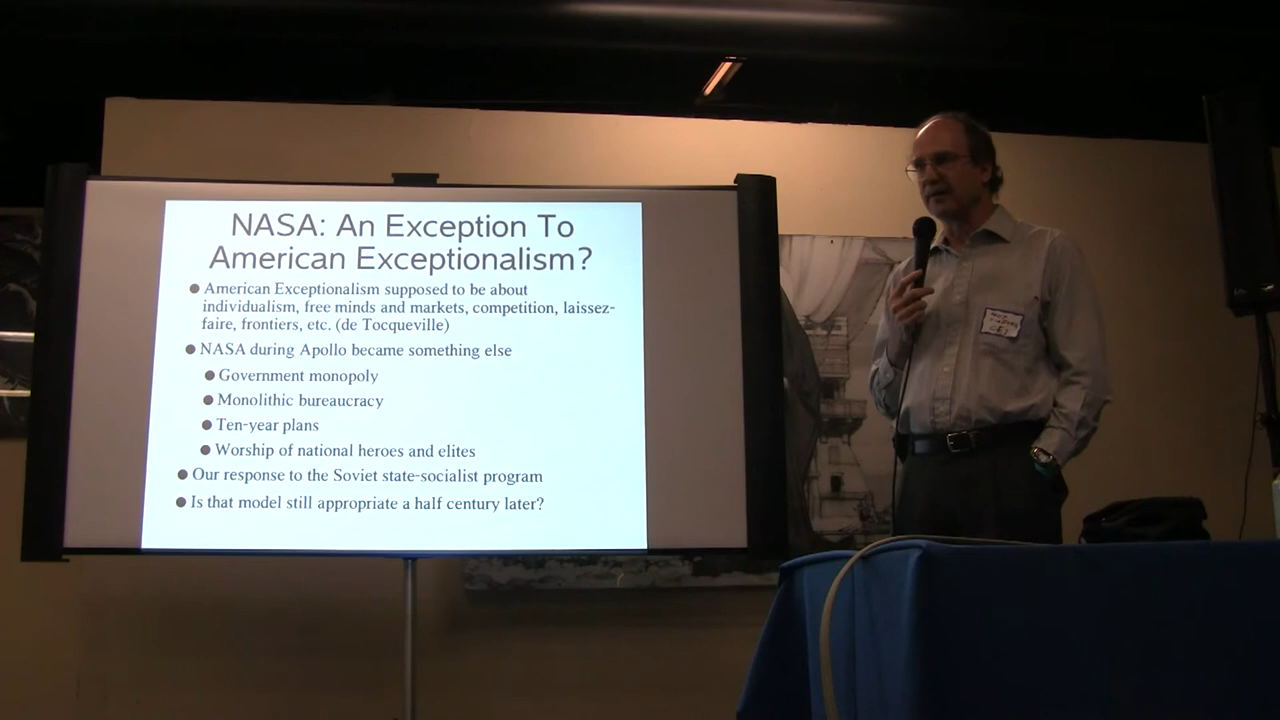 NASA: An Exception To
American Exceptionalism?
● American Exceptionalism supposed to be about
individualism, free minds and markets, competition, laissez-
faire, frontiers, etc. (de Tocqueville)
● NASA during Apollo became something else
● Government monopoly
● Monolithic bureaucracy
● Ten-year plans
● Worship of national heroes and elites
● Our response to the Soviet state-socialist program
● Is that model still appropriate a half century later?